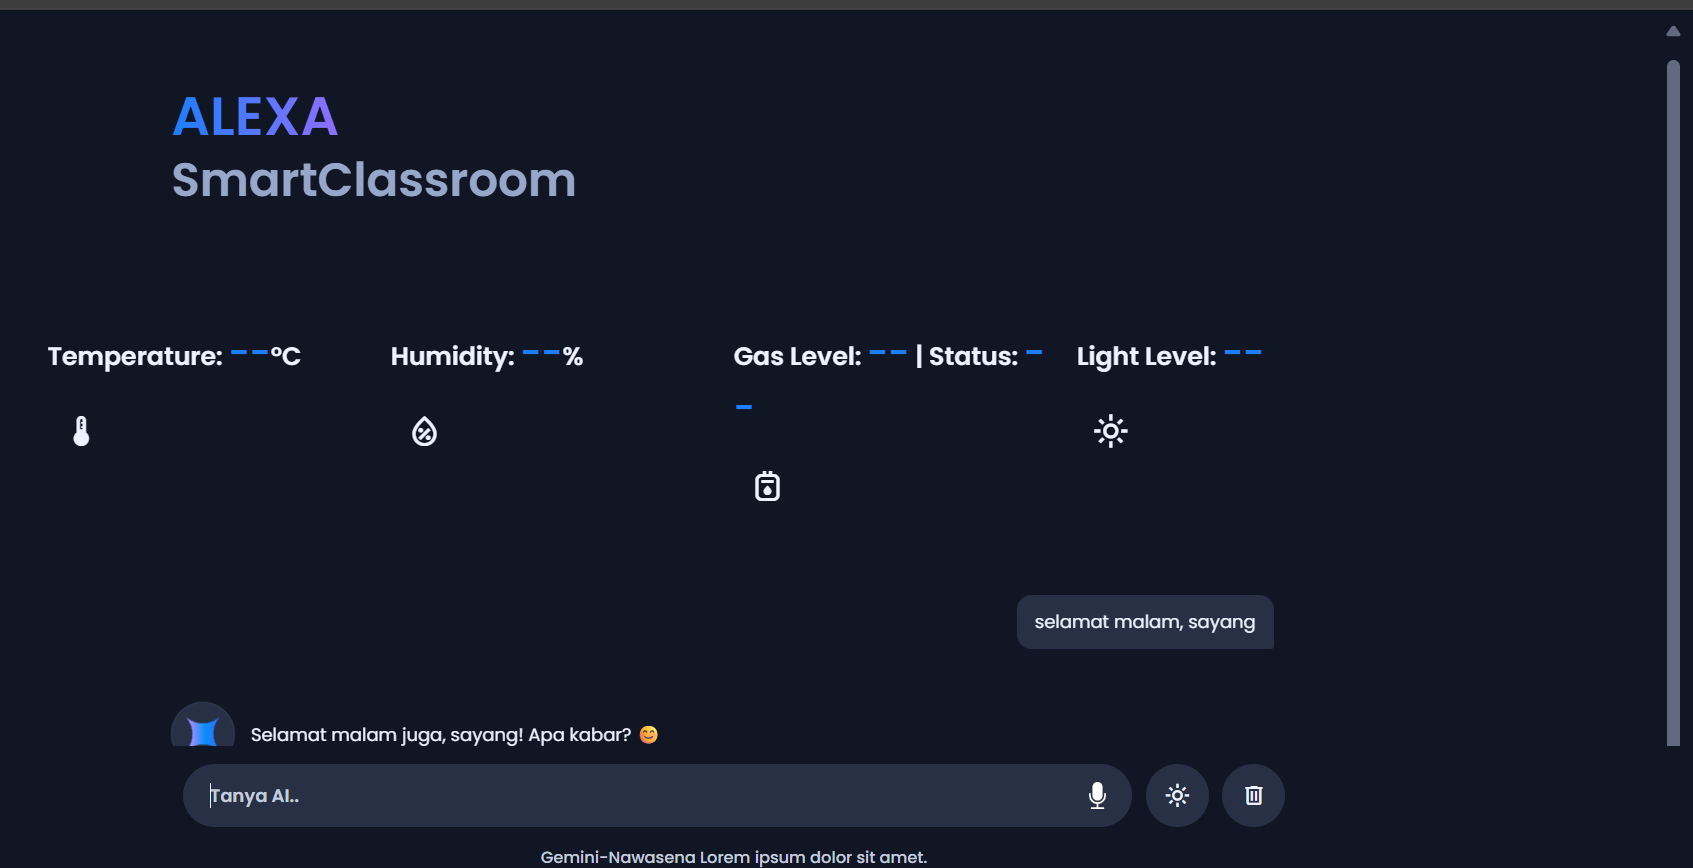 ALEXA
SmartClassroom
Temperature: --°C
Humidity: --%
Gas Level: -- | Status: -
-
Light Level: --
selamat malam, sayang
Selamat malam juga, sayang! Apa kabar? 😊
Tanya AI..
Gemini-Nawasena Lorem ipsum dolor sit amet.